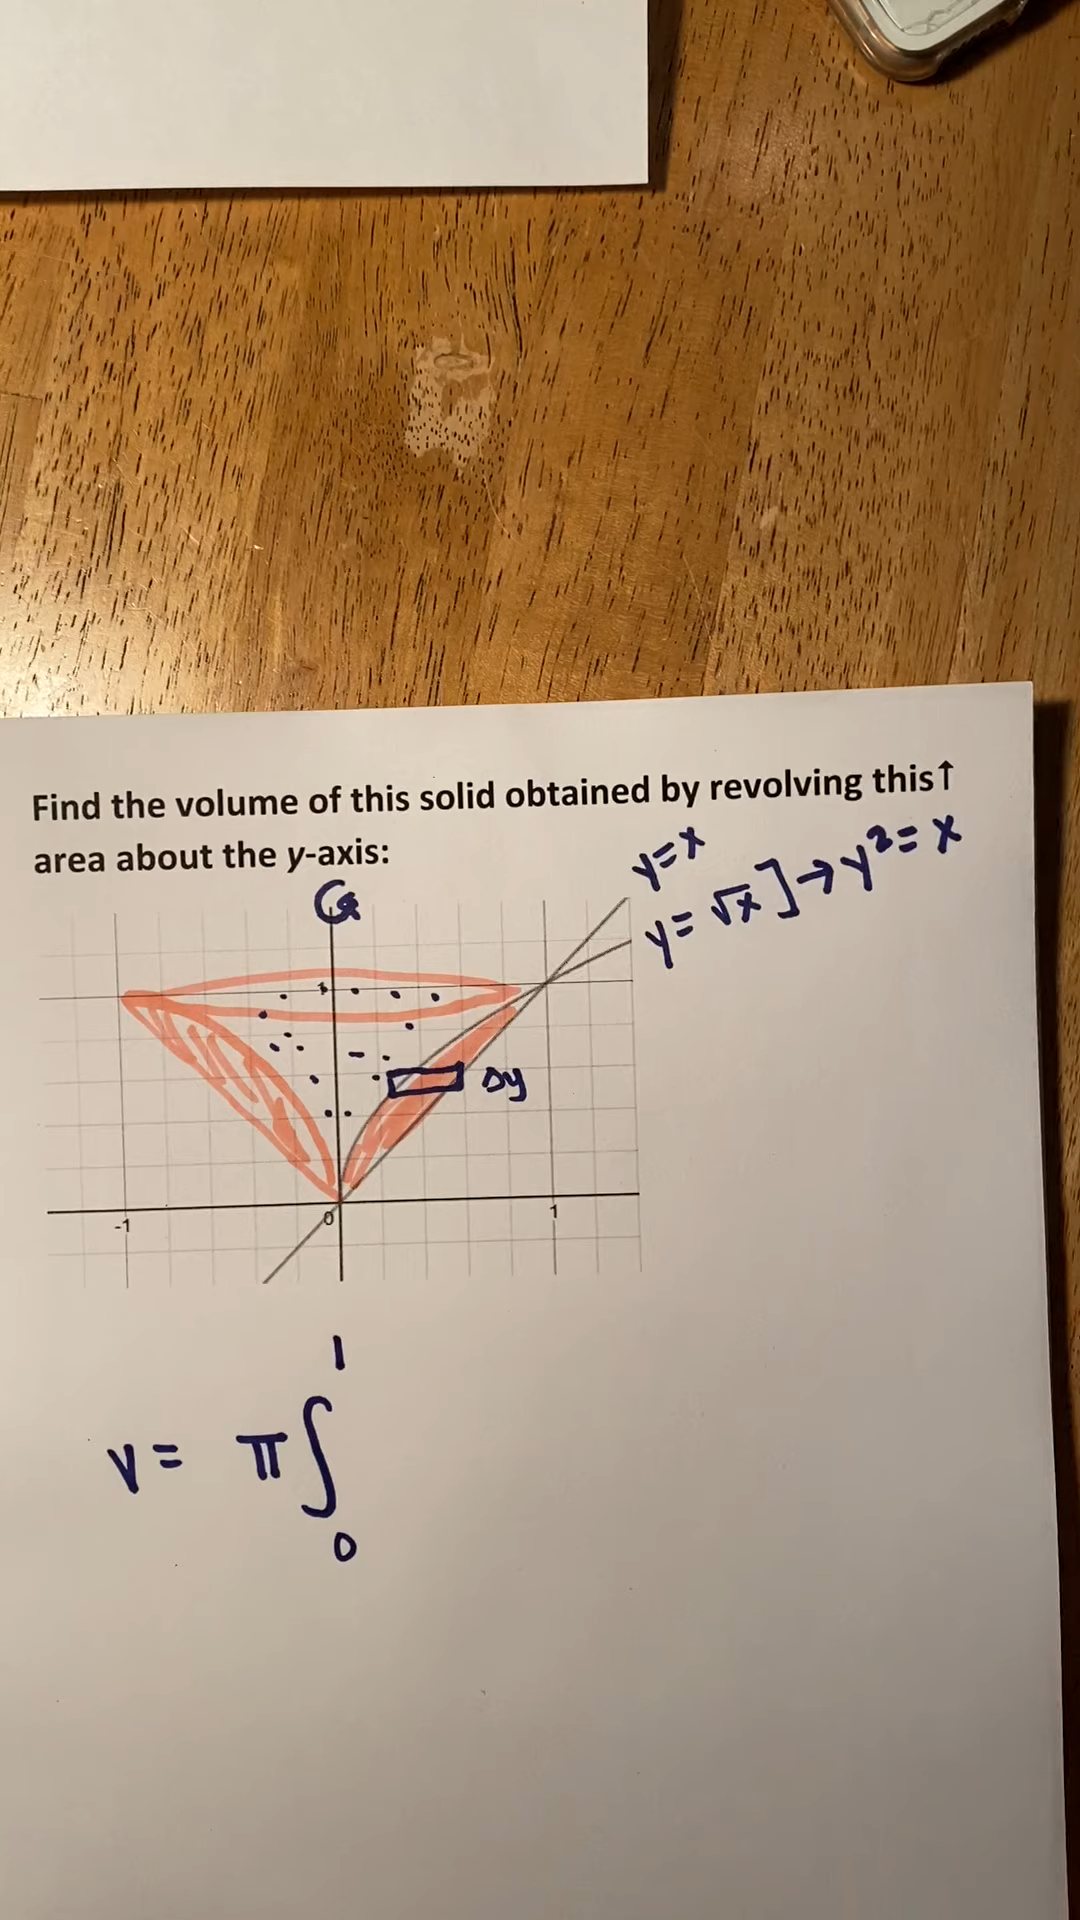 Find the volume of this solid obtained by revolving this↑
area about the y-axis:
y=x
y=√x]→y²=x
Δy
-1 0 1
V= π∫
1
0